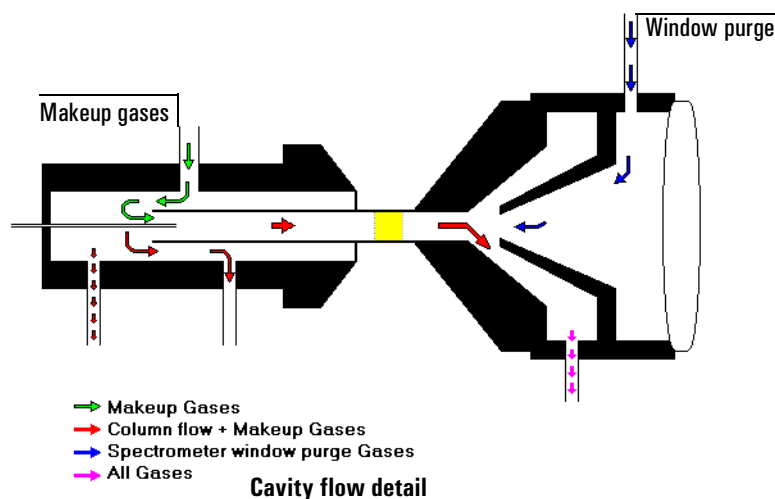 Window purge
Makeup gases
Makeup Gases
Column flow + Makeup Gases
Spectrometer window purge Gases
All Gases
Cavity flow detail